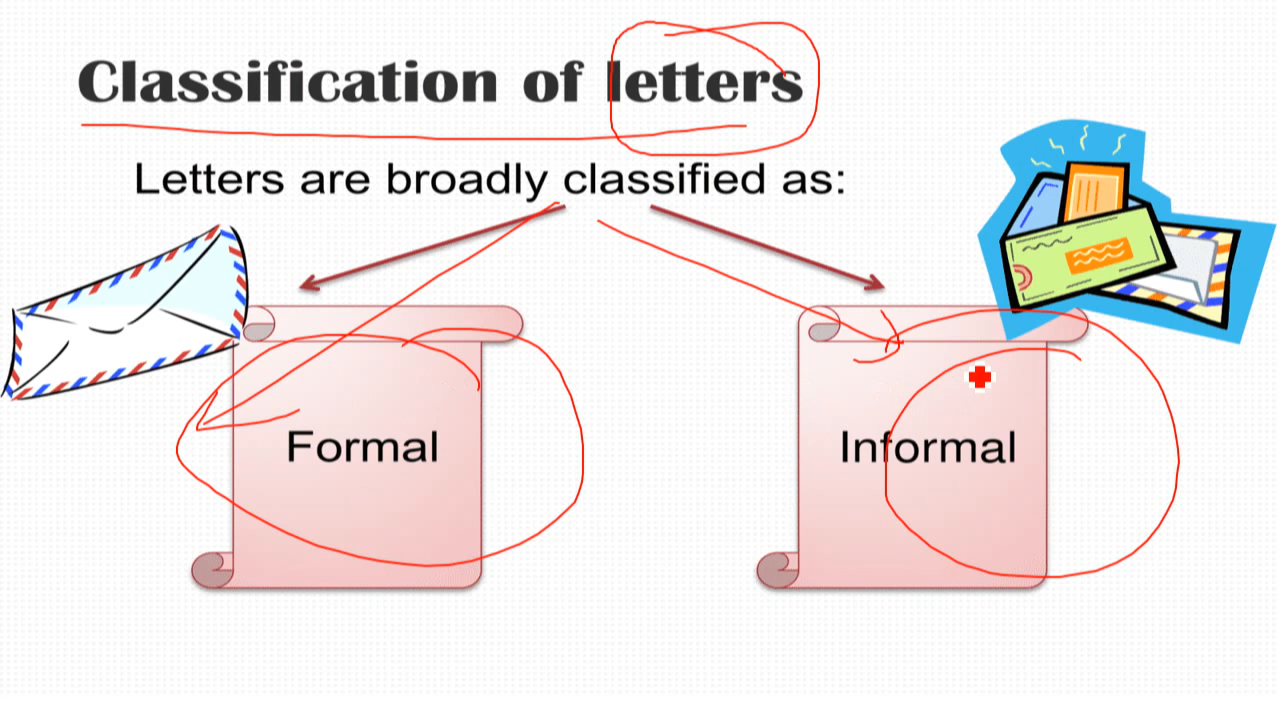 Classification of letters
Letters are broadly classified as:
Formal
Informal